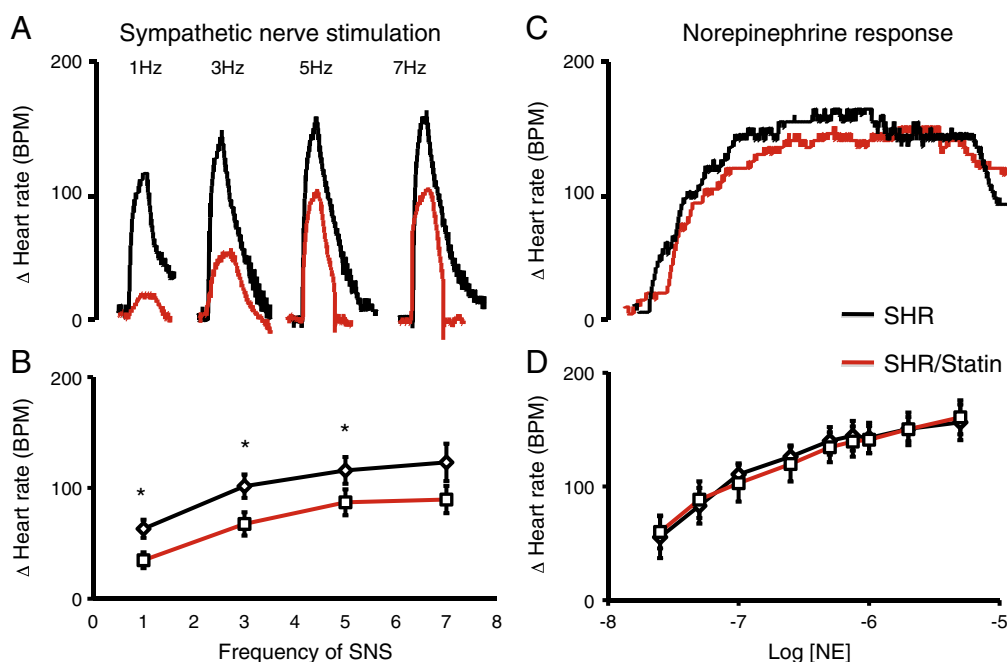 A
Sympathetic nerve stimulation
1Hz 3Hz 5Hz 7Hz
200
100
0
Δ Heart rate (BPM)
C
Norepinephrine response
200
100
0
Δ Heart rate (BPM)
SHR
SHR/Statin
B
200
100
0
Δ Heart rate (BPM)
* * *
0 1 2 3 4 5 6 7 8
Frequency of SNS
D
200
100
0
Δ Heart rate (BPM)
-8 -7 -6 -5
Log [NE]